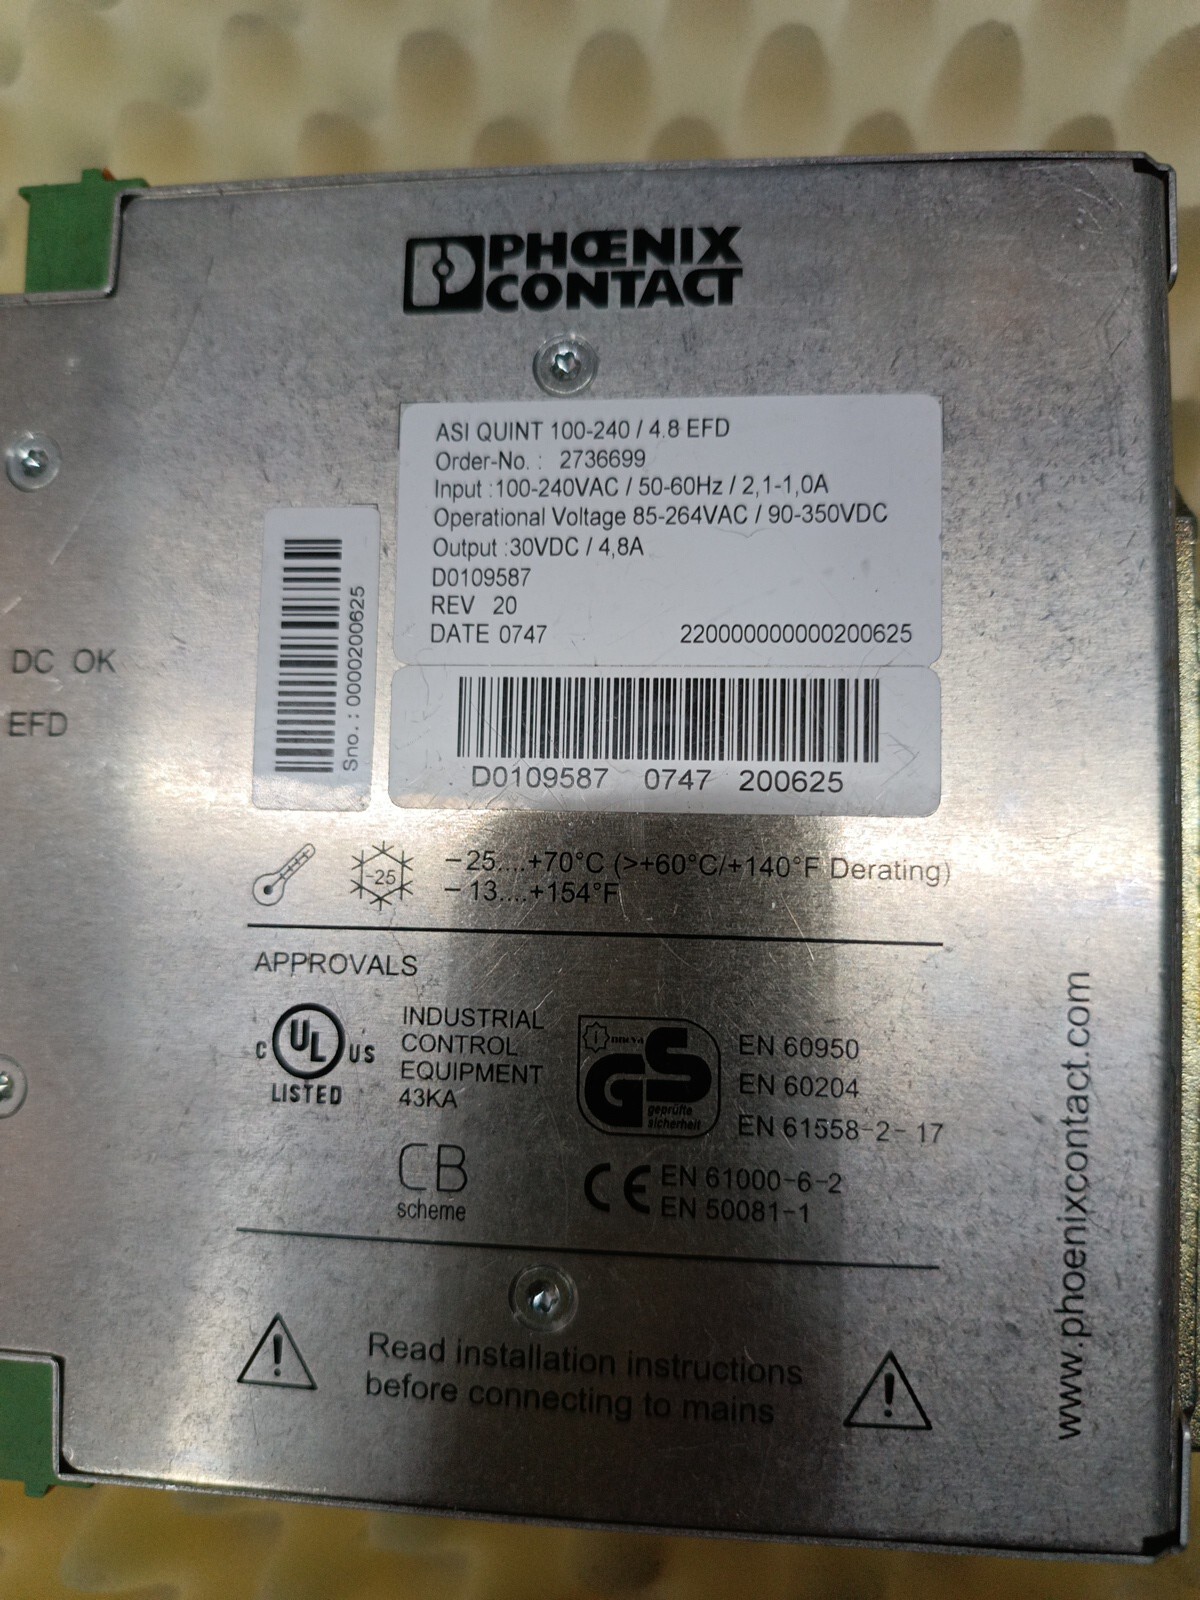 PHŒNIX
CONTACT
ASI QUINT 100-240 / 4.8 EFD
Order-No. : 2736699
Input :100-240VAC / 50-60Hz / 2,1-1,0A
Operational Voltage 85-264VAC / 90-350VDC
Output :30VDC / 4,8A
D0109587
REV 20
DATE 0747 220000000000200625
Sno.: 0000200625
D0109587 0747 200625
DC OK
EFD
-25
−25....+70°C (>+60°C/+140°F Derating)
−13....+154°F
APPROVALS
C UL US
LISTED
INDUSTRIAL
CONTROL
EQUIPMENT
43KA
GS
geprüfte
sicherheit
EN 60950
EN 60204
EN 61558-2-17
CB
scheme
CE
EN 61000-6-2
EN 50081-1
Read installation instructions
before connecting to mains
www.phoenixcontact.com